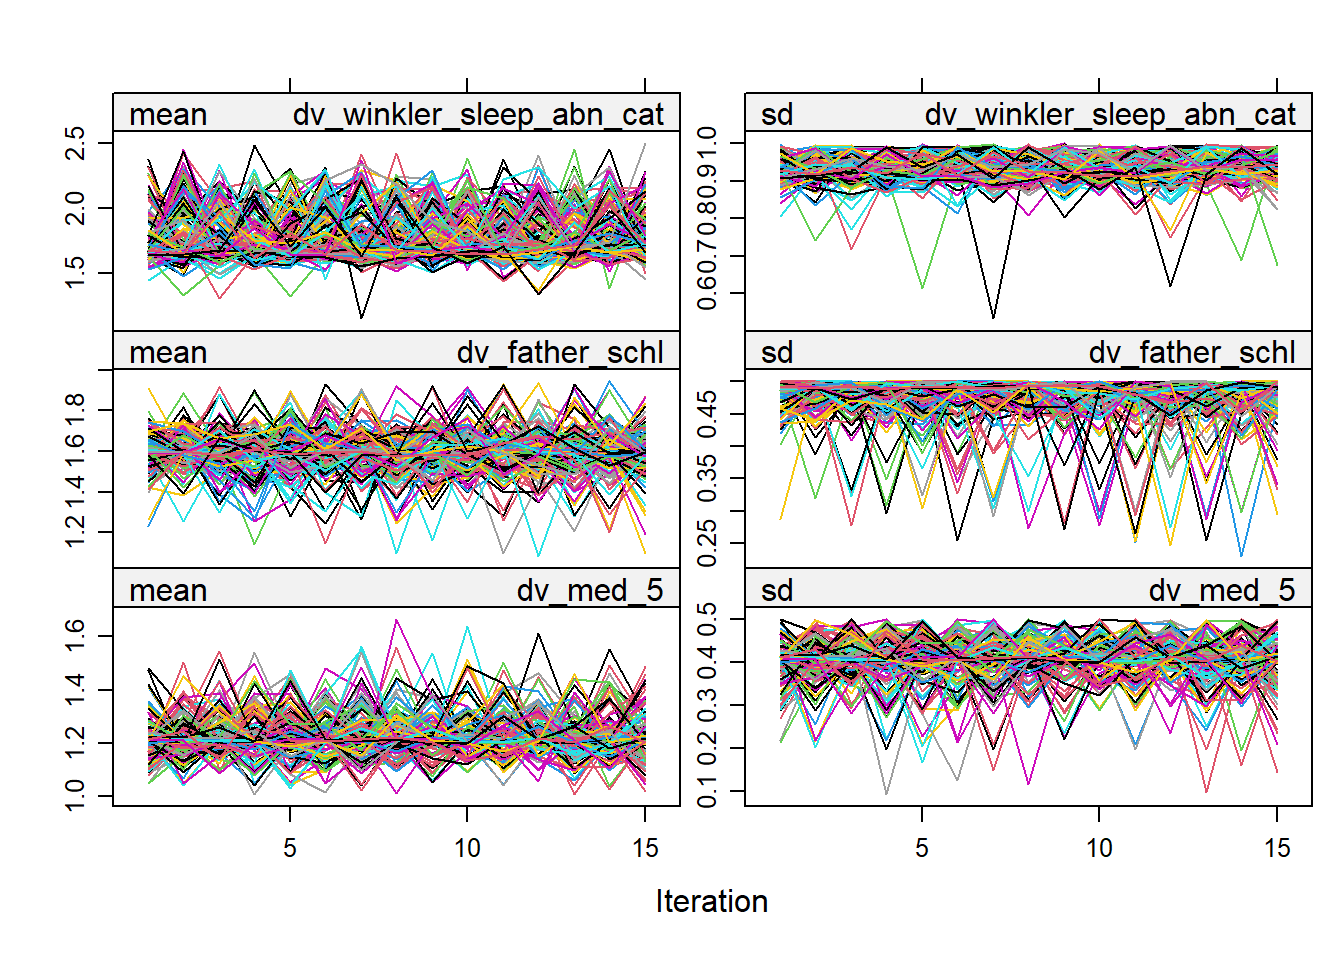 mean dv_winkler_sleep_abn_cat
2.5
2.0
1.5
sd dv_winkler_sleep_abn_cat
1.0
0.9
0.8
0.7
0.6
mean dv_father_schl
1.8
1.6
1.4
1.2
sd dv_father_schl
0.45
0.35
0.25
mean dv_med_5
1.6
1.4
1.2
1.0
sd dv_med_5
0.5
0.4
0.3
0.2
0.1
5 10 15
5 10 15
Iteration